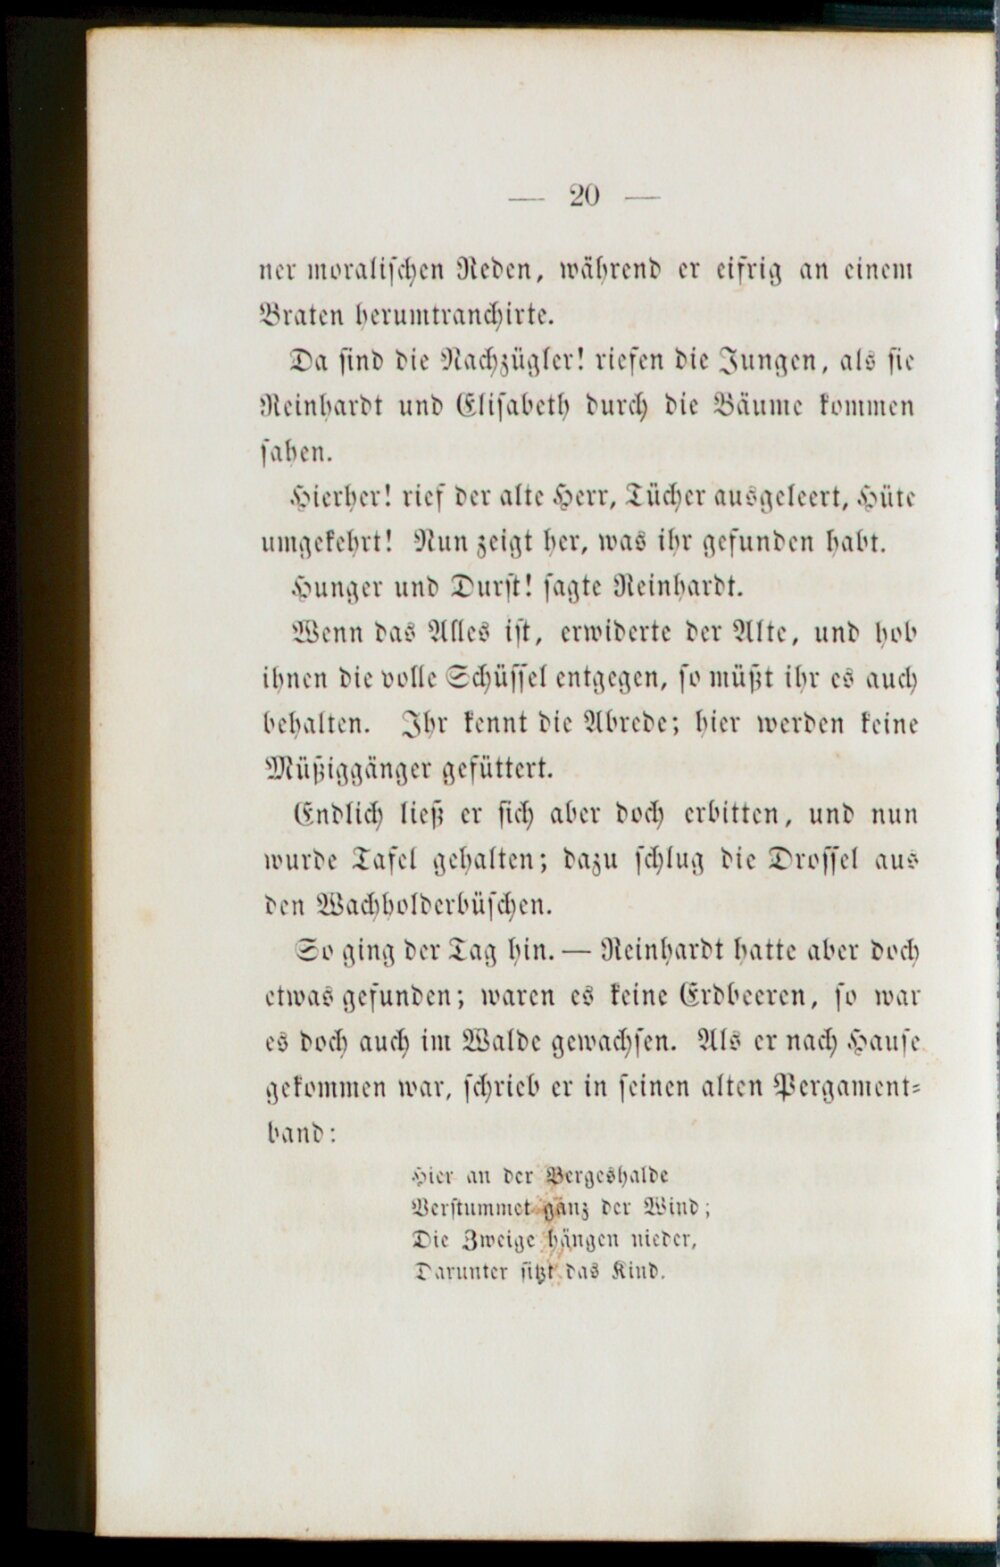 — 20 —
ner moralischen Reden, während er eifrig an einem
Braten herumtranchirte.
Da sind die Nachzügler! riefen die Jungen, als sie
Reinhardt und Elisabeth durch die Bäume kommen
sahen.
Hierher! rief der alte Herr, Tücher ausgeleert, Hüte
umgekehrt! Nun zeigt her, was ihr gefunden habt.
Hunger und Durst! sagte Reinhardt.
Wenn das Alles ist, erwiderte der Alte, und hob
ihnen die volle Schüssel entgegen, so müßt ihr es auch
behalten. Ihr kennt die Abrede; hier werden keine
Müßiggänger gefüttert.
Endlich ließ er sich aber doch erbitten, und nun
wurde Tafel gehalten; dazu schlug die Drossel aus
den Wachholderbüschen.
So ging der Tag hin. — Reinhardt hatte aber doch
etwas gefunden; waren es keine Erdbeeren, so war
es doch auch im Walde gewachsen. Als er nach Hause
gekommen war, schrieb er in seinen alten Pergament-
band:
Hier an der Bergeshalde
Verstummet ganz der Wind;
Die Zweige hängen nieder,
Darunter sitzt das Kind.